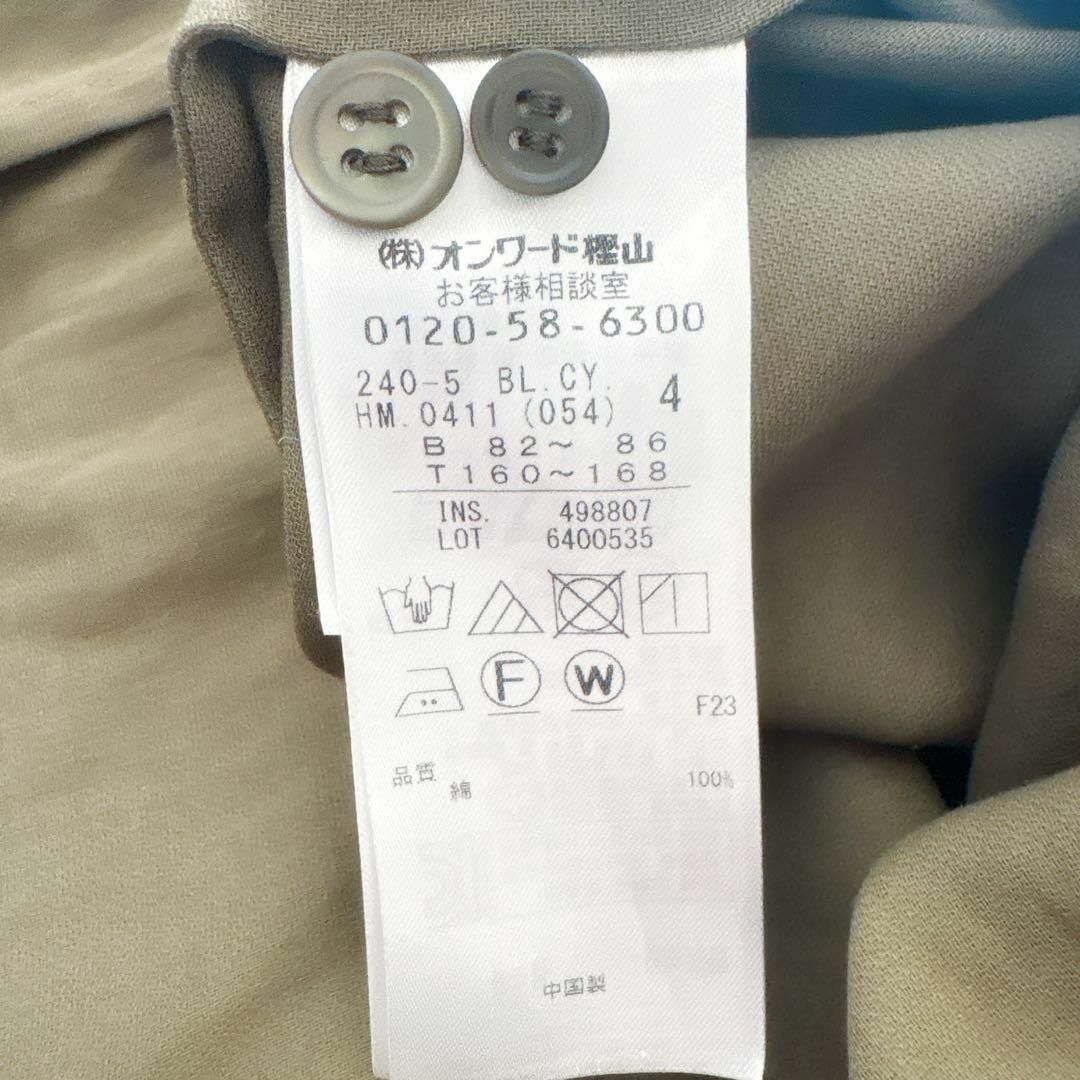 (株)オンワード樫山
お客様相談室
0120-58-6300
240-5 BL.CY. 4
HM.0411 (054)
B 82~ 86
T160~168
INS. 498807
LOT 6400535
F W
F23
品質
綿 100%
中国製